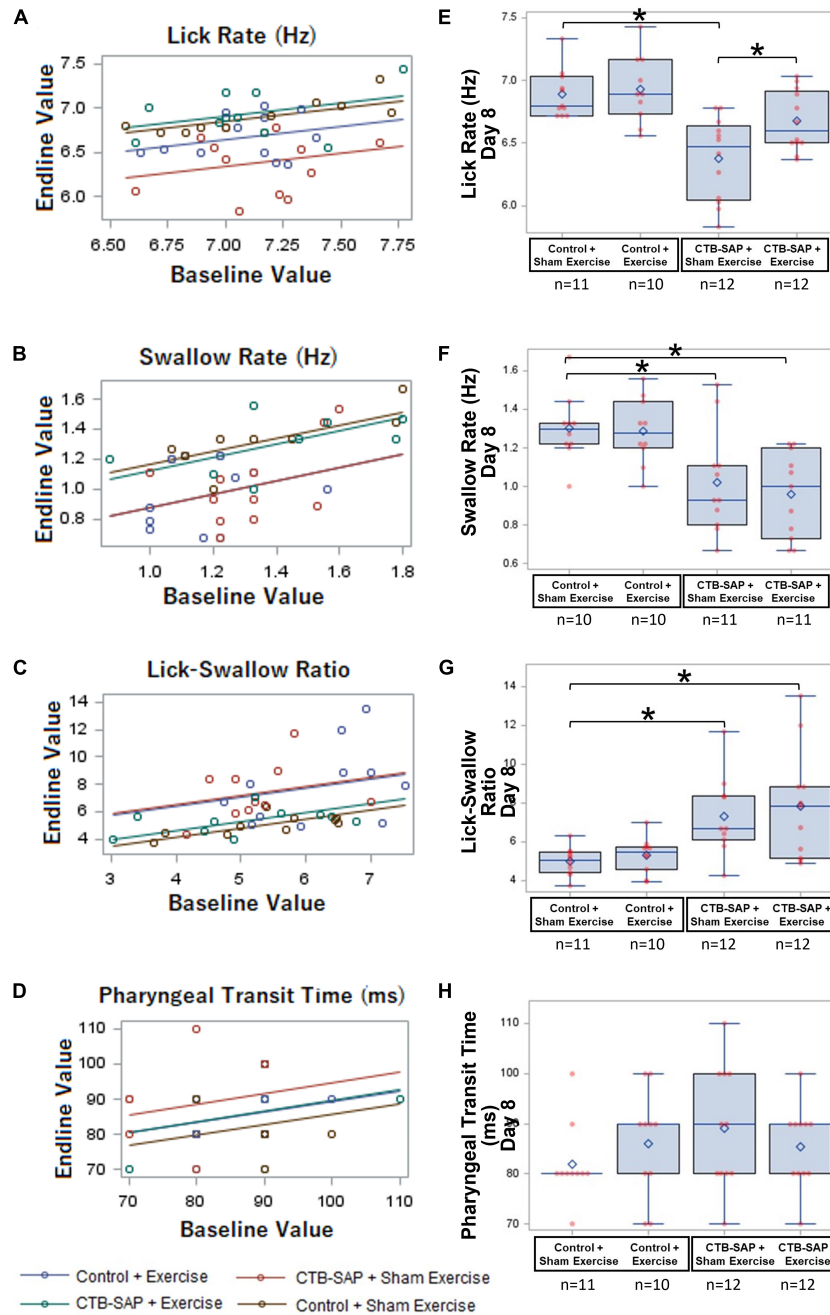 A
Lick Rate (Hz)
Endline Value
7.5
7.0
6.5
6.0
6.50 6.75 7.00 7.25 7.50 7.75
Baseline Value
E
Lick Rate (Hz)
Day 8
7.5
7.0
6.5
6.0
*
*
Control + Sham Exercise
Control + Exercise
CTB-SAP + Sham Exercise
CTB-SAP + Exercise
n=11 n=10 n=12 n=12
B
Swallow Rate (Hz)
Endline Value
1.6
1.4
1.2
1.0
0.8
1.0 1.2 1.4 1.6 1.8
Baseline Value
F
Swallow Rate (Hz)
Day 8
1.6
1.4
1.2
1.0
0.8
0.6
*
*
Control + Sham Exercise
Control + Exercise
CTB-SAP + Sham Exercise
CTB-SAP + Exercise
n=10 n=10 n=11 n=11
C
Lick-Swallow Ratio
Endline Value
14
12
10
8
6
4
3 4 5 6 7
Baseline Value
G
Lick-Swallow
Ratio
Day 8
14
12
10
8
6
4
*
*
Control + Sham Exercise
Control + Exercise
CTB-SAP + Sham Exercise
CTB-SAP + Exercise
n=11 n=10 n=12 n=12
D
Pharyngeal Transit Time (ms)
Endline Value
110
100
90
80
70
70 80 90 100 110
Baseline Value
H
Pharyngeal Transit Time
(ms)
Day 8
110
100
90
80
70
Control + Sham Exercise
Control + Exercise
CTB-SAP + Sham Exercise
CTB-SAP Exercise
n=11 n=10 n=12 n=12
Control + Exercise
CTB-SAP + Sham Exercise
CTB-SAP + Exercise
Control + Sham Exercise